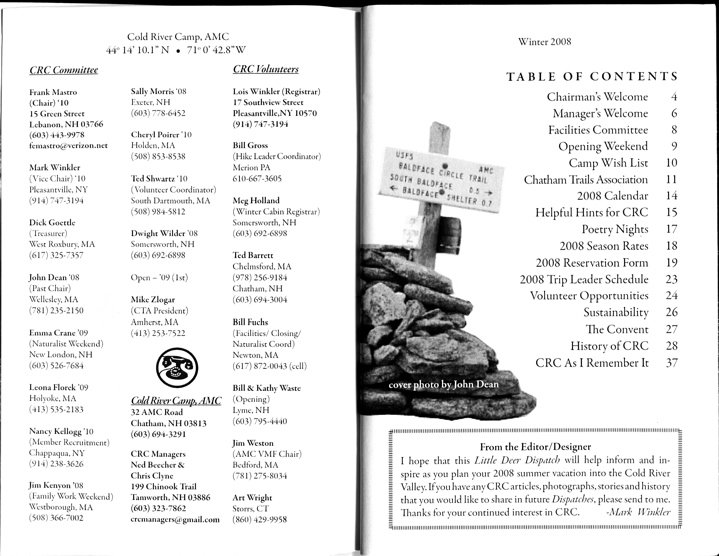 Cold River Camp, AMC
44° 14' 10.1" N ● 71° 0' 42.8"W
CRC Committee
Frank Mastro
(Chair) '10
15 Green Street
Lebanon, NH 03766
(603) 443-9978
fcmastro@verizon.net
Mark Winkler
(Vice Chair) '10
Pleasantville, NY
(914) 747-3194
Dick Goettle
(Treasurer)
West Roxbury, MA
(617) 325-7357
John Dean '08
(Past Chair)
Wellesley, MA
(781) 235-2150
Emma Crane '09
(Naturalist Weekend)
New London, NH
(603) 526-7684
Leona Florek '09
Holyoke, MA
(413) 535-2183
Nancy Kellogg '10
(Member Recruitment)
Chappaqua, NY
(914) 238-3626
Jim Kenyon '08
(Family Work Weekend)
Westborough, MA
(508) 366-7002
Sally Morris '08
Exeter, NH
(603) 778-6452
Cheryl Poirer '10
Holden, MA
(508) 853-8538
Ted Shwartz '10
(Volunteer Coordinator)
South Dartmouth, MA
(508) 984-5812
Dwight Wilder '08
Somersworth, NH
(603) 692-6898
Open – '09 (1st)
Mike Zlogar
(CTA President)
Amherst, MA
(413) 253-7522
Cold River Camp, AMC
32 AMC Road
Chatham, NH 03813
(603) 694-3291
CRC Managers
Ned Beecher &
Chris Clyne
199 Chinook Trail
Tamworth, NH 03886
(603) 323-7862
crcmanagers@gmail.com
CRC Volunteers
Lois Winkler (Registrar)
17 Southview Street
Pleasantville,NY 10570
(914) 747-3194
Bill Gross
(Hike Leader Coordinator)
Merion PA
610-667-3605
Meg Holland
(Winter Cabin Registrar)
Somersworth, NH
(603) 692-6898
Ted Barrett
Chelmsford, MA
(978) 256-9184
Chatham, NH
(603) 694-3004
Bill Fuchs
(Facilities/ Closing/
Naturalist Coord)
Newton, MA
(617) 872-0043 (cell)
Bill & Kathy Waste
(Opening)
Lyme, NH
(603) 795-4440
Jim Weston
(AMC VMF Chair)
Bedford, MA
(781) 275-8034
Art Wright
Storrs, CT
(860) 429-9958
Winter 2008
TABLE OF CONTENTS
Chairman's Welcome 4
Manager's Welcome 6
Facilities Committee 8
Opening Weekend 9
Camp Wish List 10
Chatham Trails Association 11
2008 Calendar 14
Helpful Hints for CRC 15
Poetry Nights 17
2008 Season Rates 18
2008 Reservation Form 19
2008 Trip Leader Schedule 23
Volunteer Opportunities 24
Sustainability 26
The Convent 27
History of CRC 28
CRC As I Remember It 37
USFS AMC
BALDFACE CIRCLE TRAIL
SOUTH BALDFACE 0.5 →
← BALDFACE SHELTER 0.7
cover photo by John Dean
From the Editor/Designer
I hope that this Little Deer Dispatch will help inform and in-
spire as you plan your 2008 summer vacation into the Cold River
Valley. If you have any CRC articles, photographs, stories and history
that you would like to share in future Dispatches, please send to me.
Thanks for your continued interest in CRC. -Mark Winkler